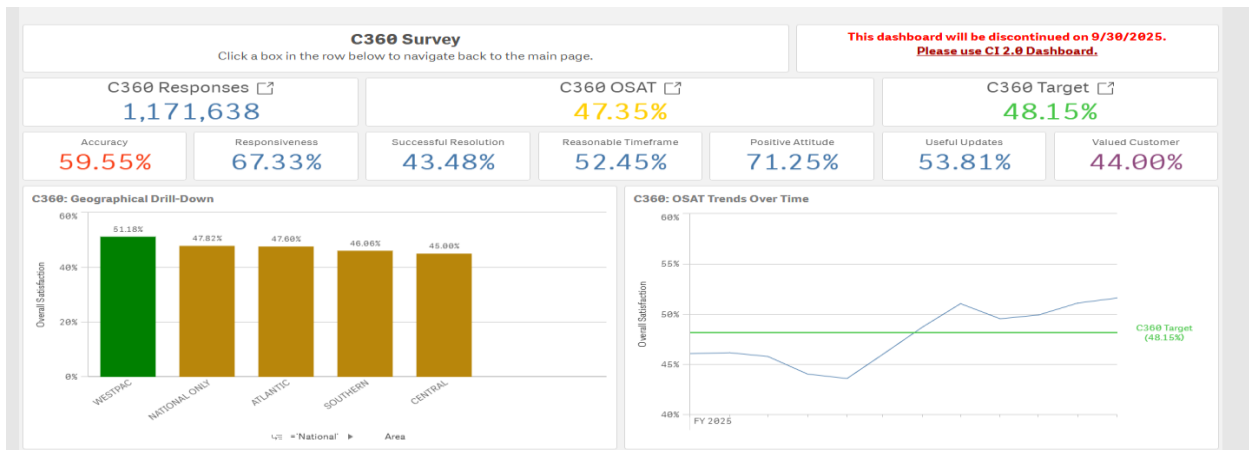 C360 Survey
Click a box in the row below to navigate back to the main page.
This dashboard will be discontinued on 9/30/2025.
Please use CI 2.0 Dashboard.
C360 Responses
1,171,638
C360 OSAT
47.35%
C360 Target
48.15%
Accuracy
59.55%
Responsiveness
67.33%
Successful Resolution
43.48%
Reasonable Timeframe
52.45%
Positive Attitude
71.25%
Useful Updates
53.81%
Valued Customer
44.00%
C360: Geographical Drill-Down
Overall Satisfaction
60%
40%
20%
0%
51.18%
47.82%
47.60%
46.06%
45.00%
WESTPAC
NATIONAL ONLY
ATLANTIC
SOUTHERN
CENTRAL
='National'
Area
C360: OSAT Trends Over Time
Overall Satisfaction
60%
55%
50%
45%
40%
FY 2025
C360 Target
(48.15%)